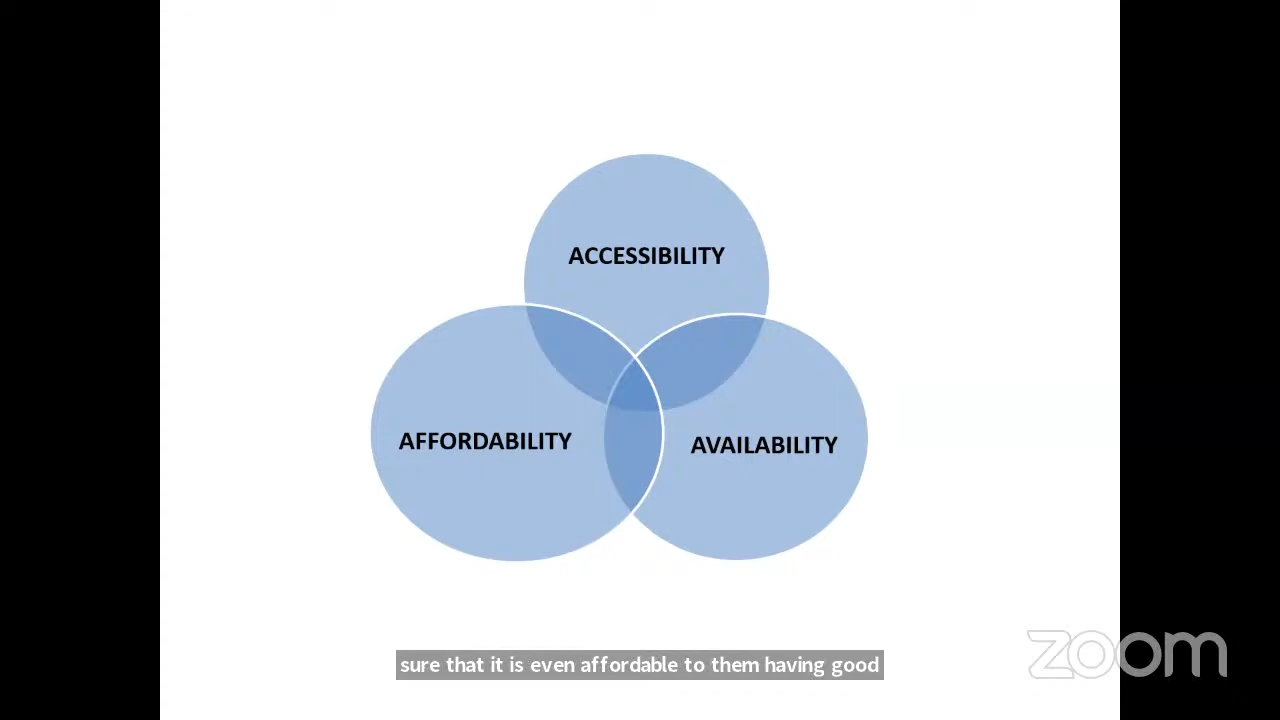 ACCESSIBILITY
AFFORDABILITY
AVAILABILITY
sure that it is even affordable to them having good
zoom